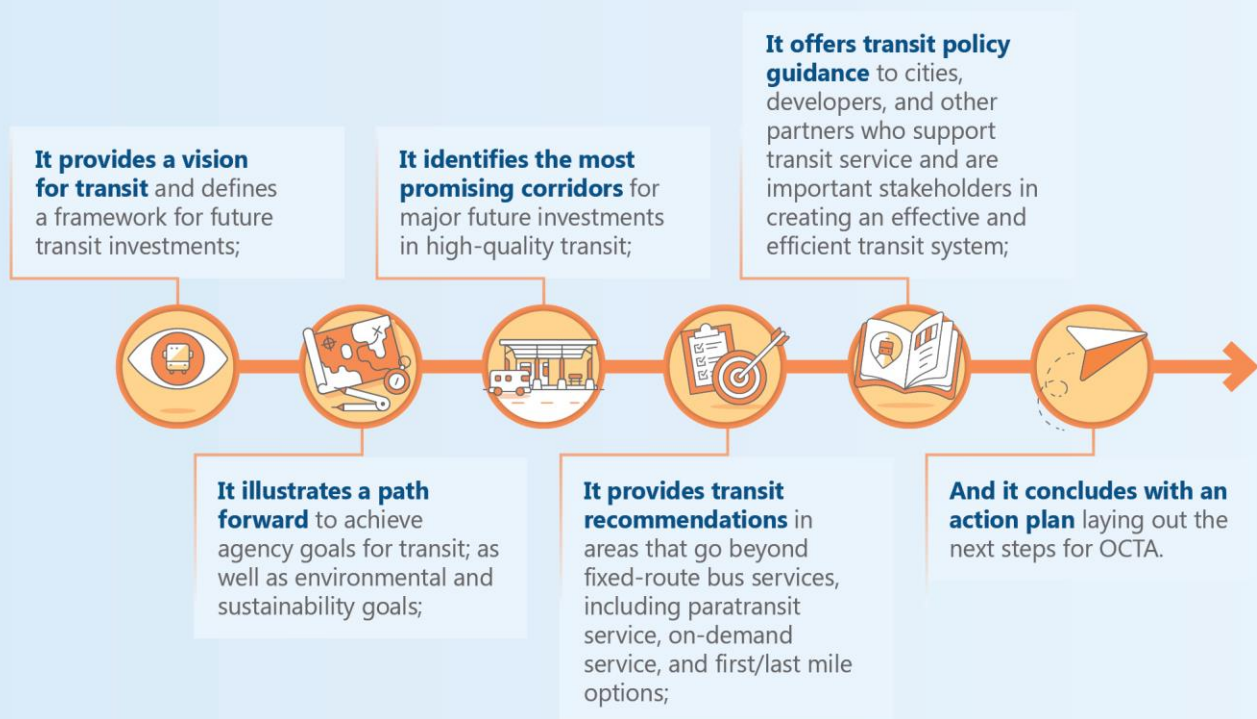 It provides a vision
for transit and defines
a framework for future
transit investments;
It illustrates a path
forward to achieve
agency goals for transit; as
well as environmental and
sustainability goals;
It identifies the most
promising corridors for
major future investments
in high-quality transit;
It provides transit
recommendations in
areas that go beyond
fixed-route bus services,
including paratransit
service, on-demand
service, and first/last mile
options;
It offers transit policy
guidance to cities,
developers, and other
partners who support
transit service and are
important stakeholders in
creating an effective and
efficient transit system;
And it concludes with an
action plan laying out the
next steps for OCTA.